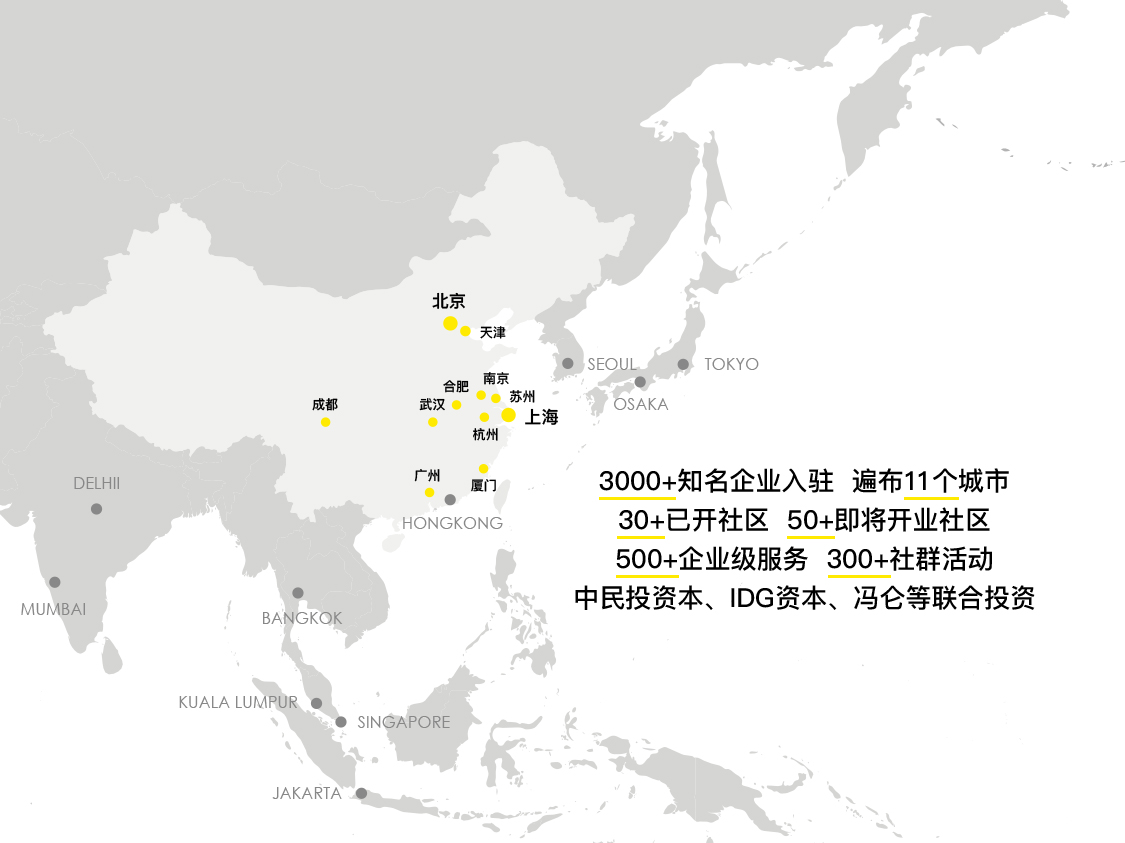 北京
天津
SEOUL
TOKYO
南京
合肥
苏州
成都
武汉
OSAKA
上海
杭州
广州
厦门
DELHII
HONGKONG
3000+知名企业入驻 遍布11个城市
30+已开社区 50+即将开业社区
500+企业级服务 300+社群活动
中民投资本、IDG资本、冯仑等联合投资
MUMBAI
BANGKOK
KUALA LUMPUR
SINGAPORE
JAKARTA